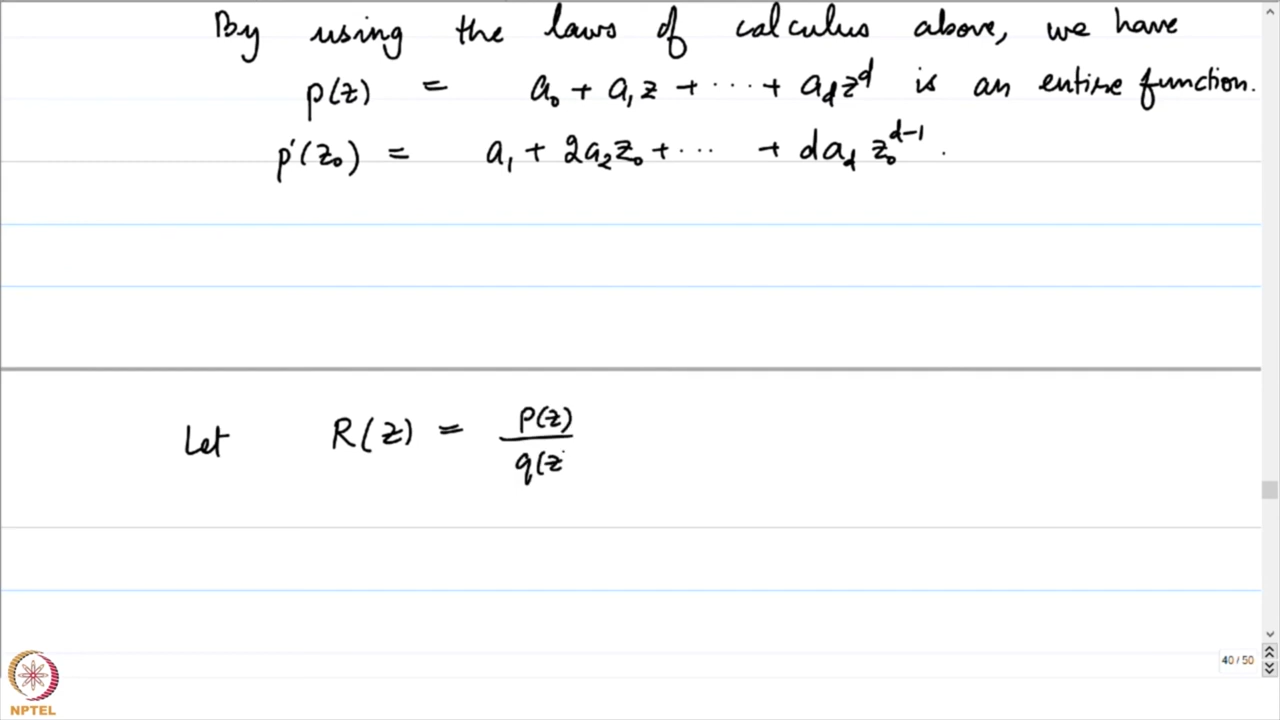 By using the laws of calculus above, we have
p(z) = a₀ + a₁z + ··· + a_d z^d is an entire function.
p'(z₀) = a₁ + 2a₂z₀ + ··· + d a_d z₀^{d-1} .
Let R(z) = p(z)/q(z
40 / 50
NPTEL